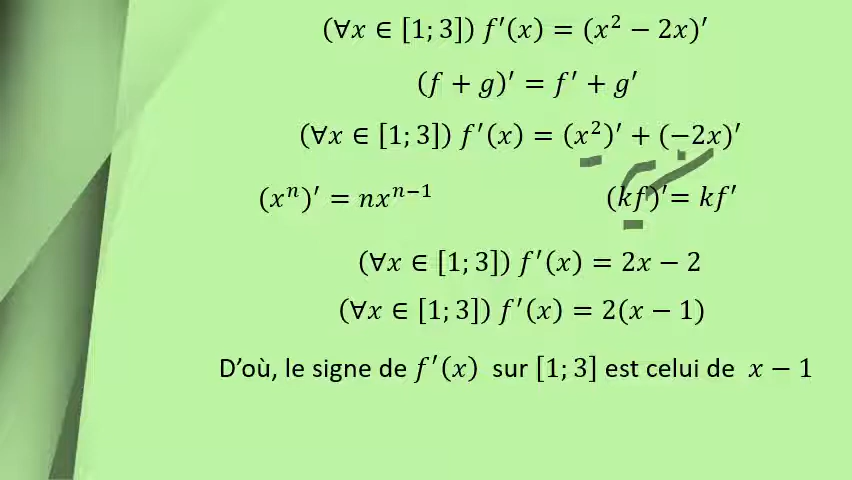 (∀x ∈ [1; 3]) f′(x) = (x² − 2x)′
(f + g)′ = f′ + g′
(∀x ∈ [1; 3]) f′(x) = (x²)′ + (−2x)′
(xⁿ)′ = nxⁿ⁻¹ (kf)′= kf′
(∀x ∈ [1; 3]) f′(x) = 2x − 2
(∀x ∈ [1; 3]) f′(x) = 2(x − 1)
D’où, le signe de f′(x) sur [1; 3] est celui de x − 1